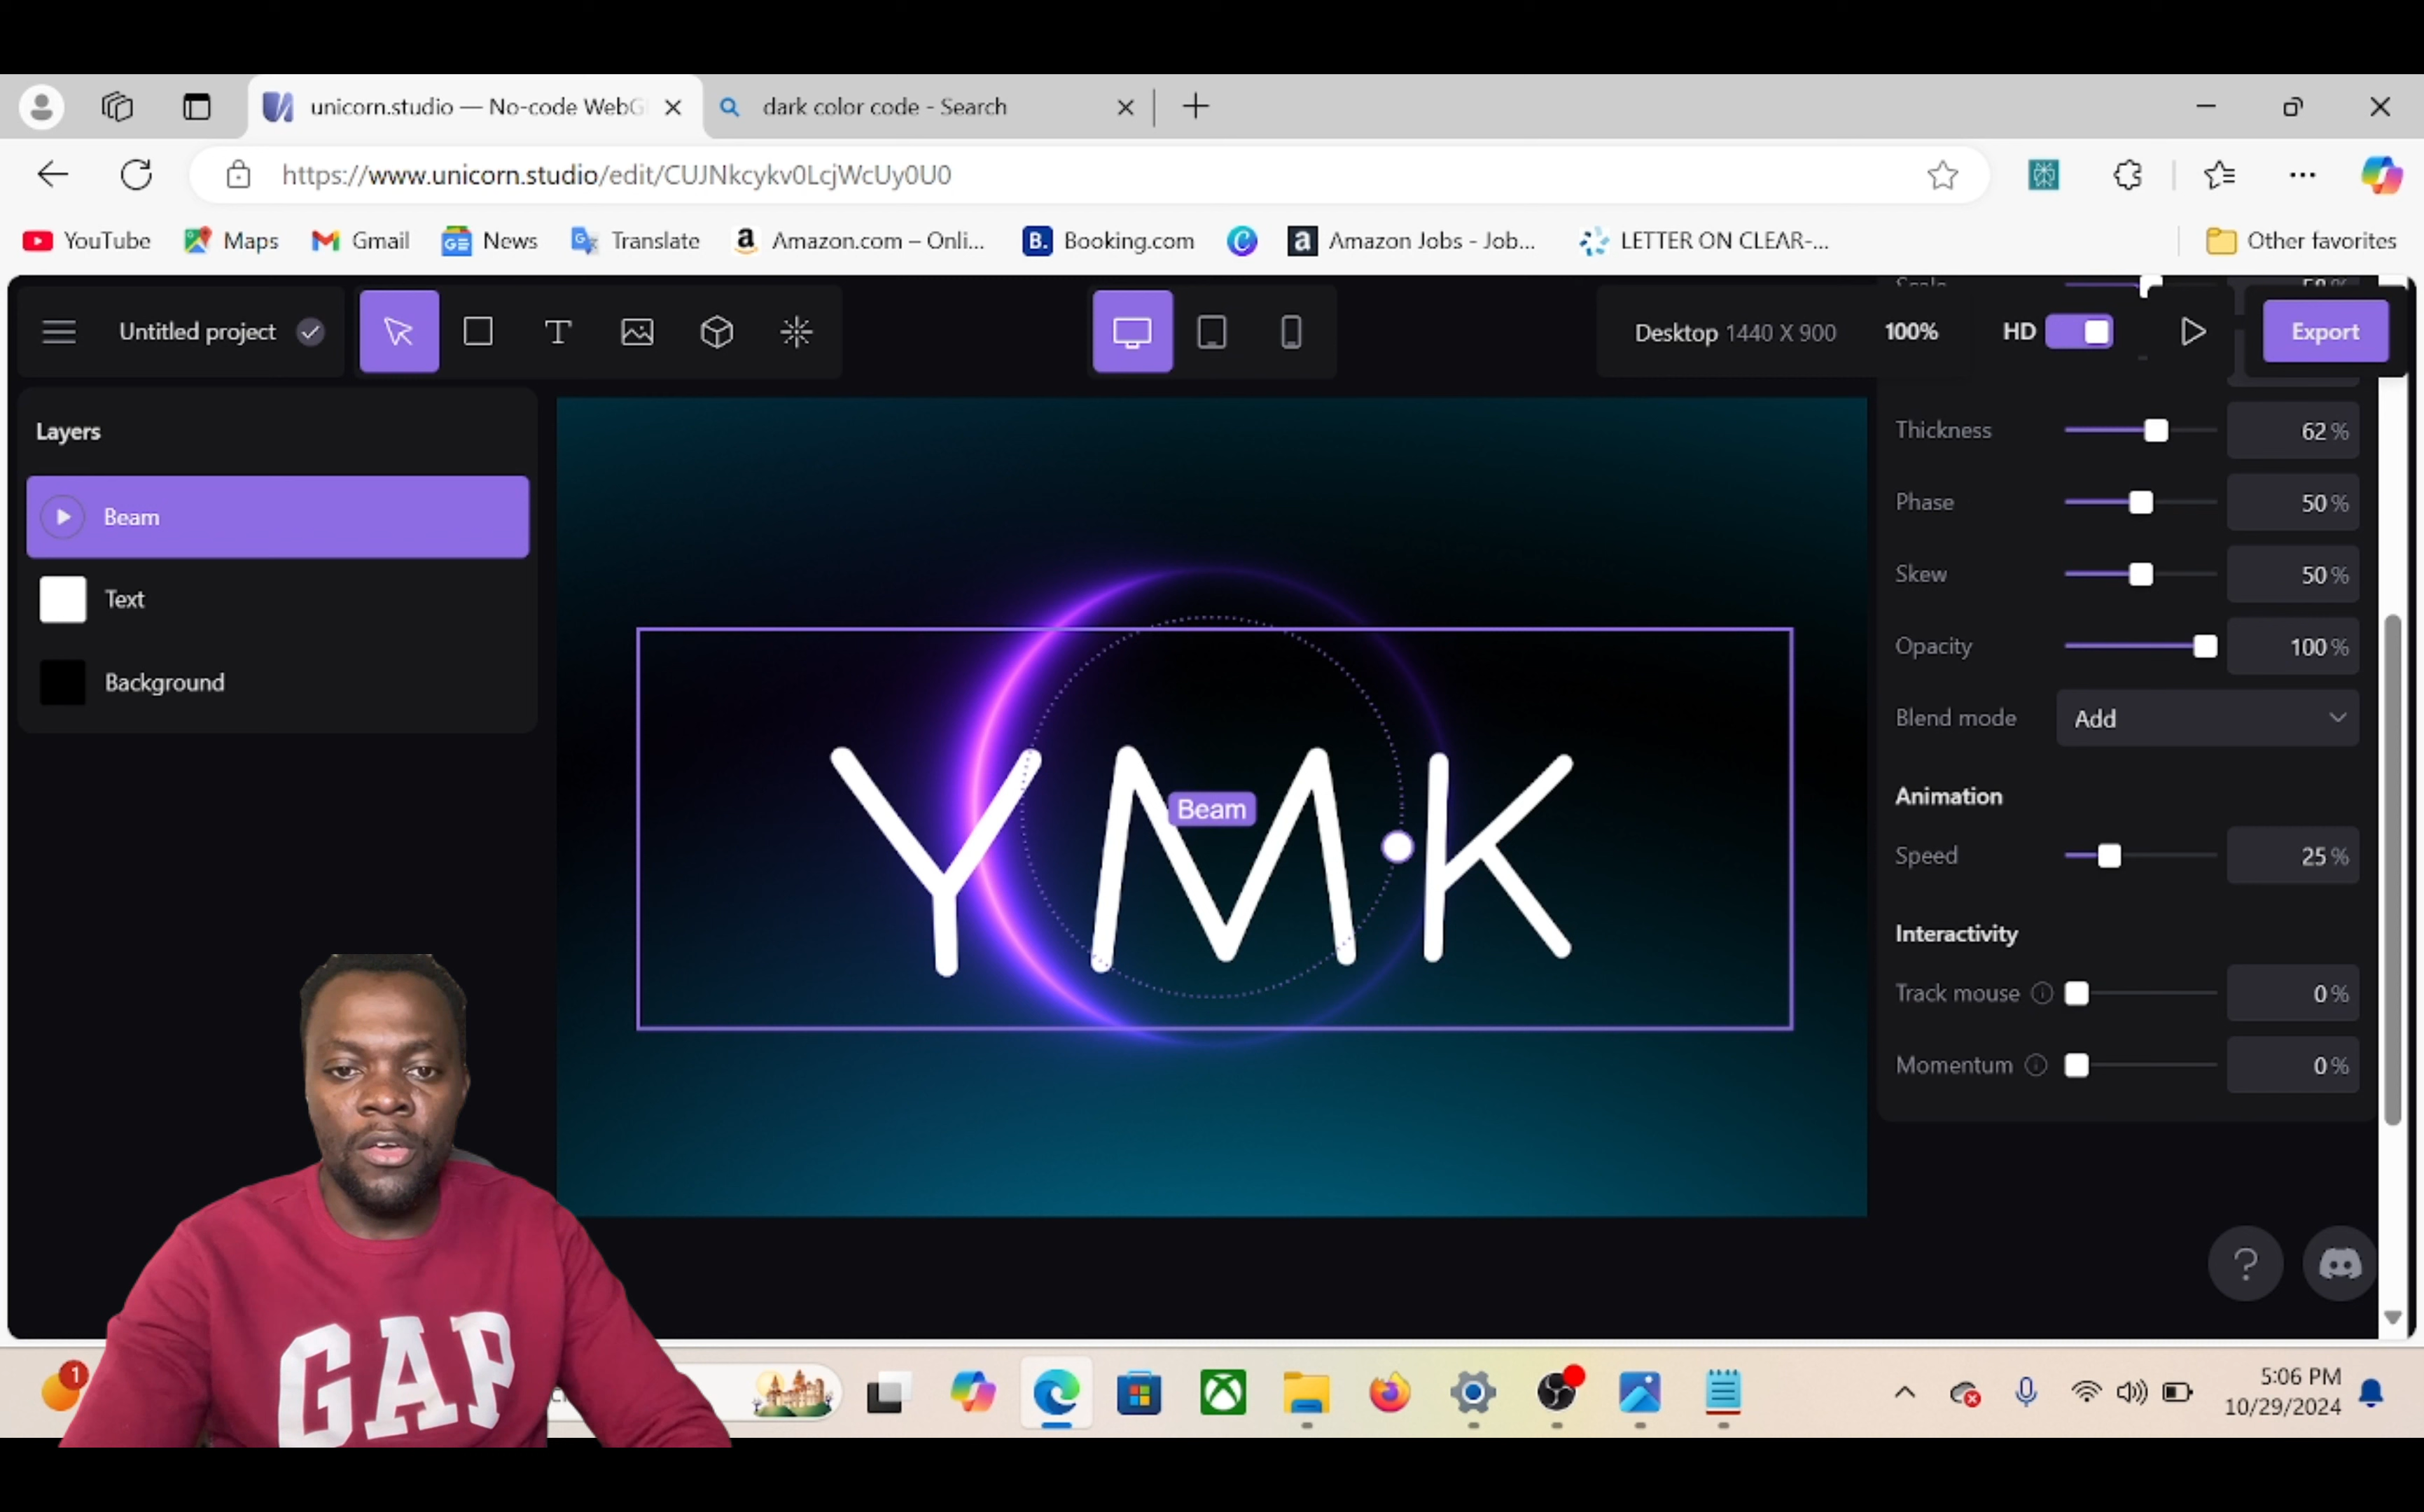 unicorn.studio — No-code WebG
dark color code - Search
https://www.unicorn.studio/edit/CUJNkcykv0LcjWcUy0U0
YouTube Maps Gmail News Translate Amazon.com – Onli... Booking.com Amazon Jobs - Job... LETTER ON CLEAR-... Other favorites
Untitled project
Desktop 1440 X 900 100% HD Export
Layers
Beam
Text
Background
Y M K
Beam
Thickness 62 %
Phase 50 %
Skew 50 %
Opacity 100 %
Blend mode Add
Animation
Speed 25 %
Interactivity
Track mouse 0 %
Momentum 0 %
GAP
1
5:06 PM
10/29/2024